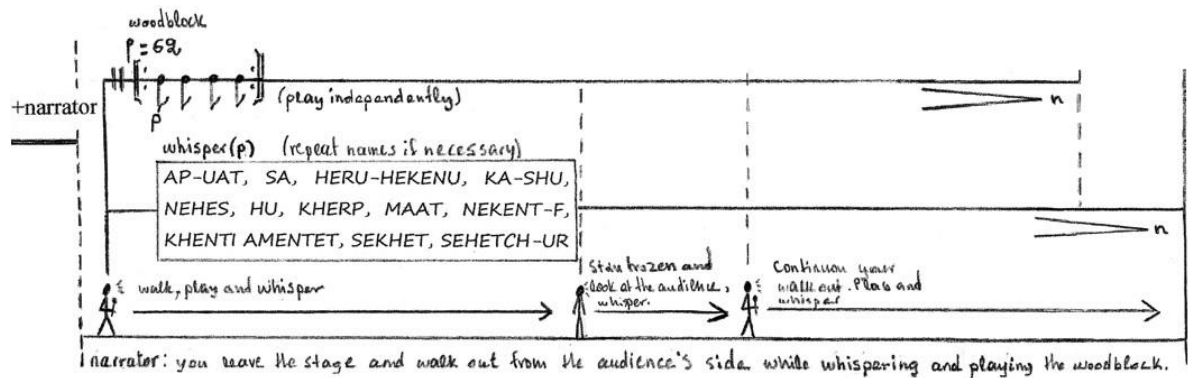 woodblock
= 62
+narrator
p
(play independently)
n
whisper(p) (repeat names if necessary)
AP-UAT, SA, HERU-HEKENU, KA-SHU,
NEHES, HU, KHERP, MAAT, NEKENT-F,
KHENTI AMENTET, SEKHET, SEHETCH-UR
n
walk, play and whisper
frozen and
look at the audience,
whisper.
Continou your
walk out. Play and
whisper
narrator: you leave the stage and walk out from the audience's side while whispering and playing the woodblock.